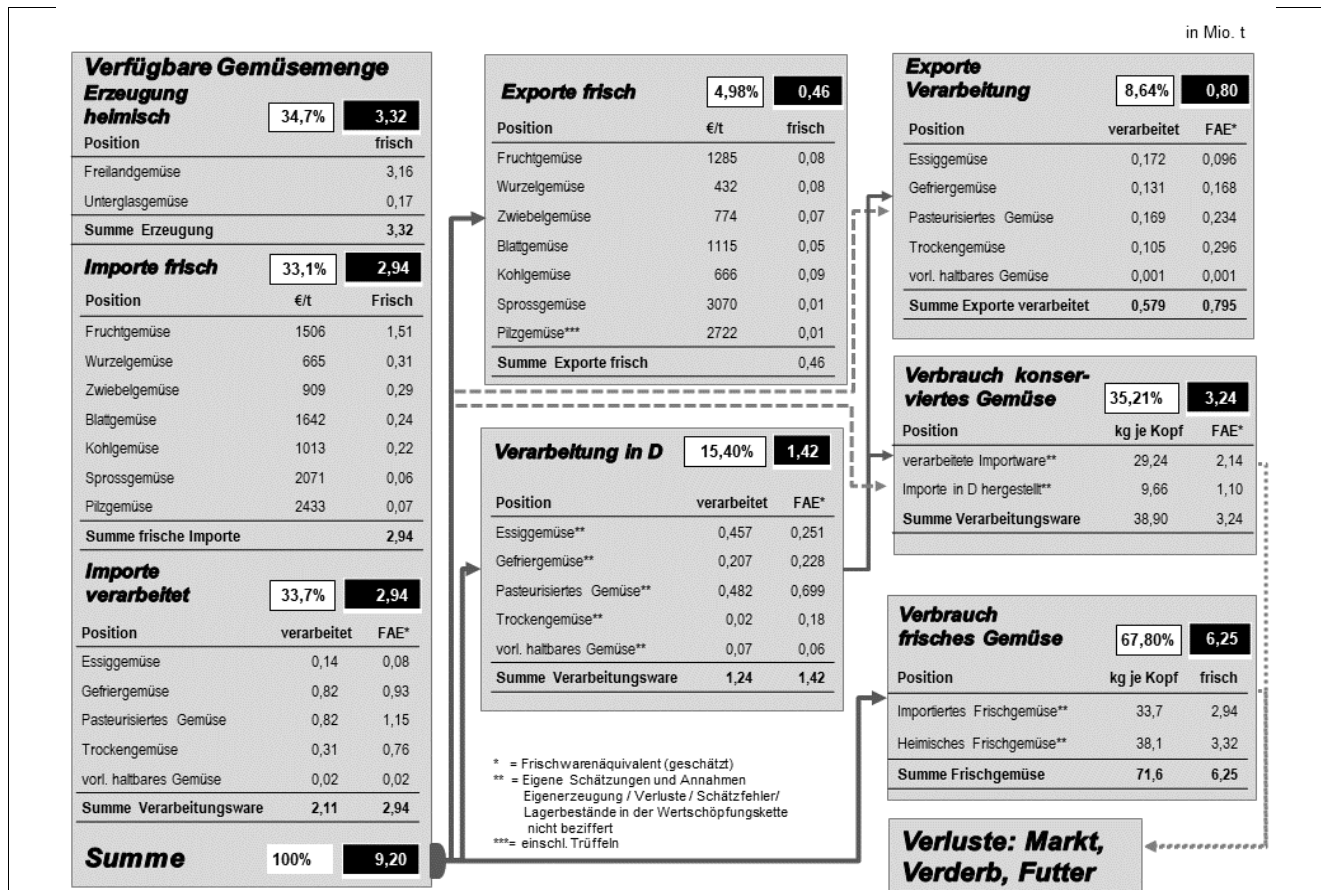 in Mio. t
Verfügbare Gemüsemenge
Erzeugung
heimisch 34,7% 3,32
Position frisch
Freilandgemüse 3,16
Unterglasgemüse 0,17
Summe Erzeugung 3,32
Importe frisch 33,1% 2,94
Position €/t Frisch
Fruchtgemüse 1506 1,51
Wurzelgemüse 665 0,31
Zwiebelgemüse 909 0,29
Blattgemüse 1642 0,24
Kohlgemüse 1013 0,22
Sprossgemüse 2071 0,06
Pilzgemüse 2433 0,07
Summe frische Importe 2,94
Importe
verarbeitet 33,7% 2,94
Position verarbeitet FAE*
Essiggemüse 0,14 0,08
Gefriergemüse 0,82 0,93
Pasteurisiertes Gemüse 0,82 1,15
Trockengemüse 0,31 0,76
vorl. haltbares Gemüse 0,02 0,02
Summe Verarbeitungsware 2,11 2,94
Summe 100% 9,20
Exporte frisch 4,98% 0,46
Position €/t frisch
Fruchtgemüse 1285 0,08
Wurzelgemüse 432 0,08
Zwiebelgemüse 774 0,07
Blattgemüse 1115 0,05
Kohlgemüse 666 0,09
Sprossgemüse 3070 0,01
Pilzgemüse*** 2722 0,01
Summe Exporte frisch 0,46
Verarbeitung in D 15,40% 1,42
Position verarbeitet FAE*
Essiggemüse** 0,457 0,251
Gefriergemüse** 0,207 0,228
Pasteurisiertes Gemüse** 0,482 0,699
Trockengemüse** 0,02 0,18
vorl. haltbares Gemüse** 0,07 0,06
Summe Verarbeitungsware 1,24 1,42
* = Frischwarenäquivalent (geschätzt)
** = Eigene Schätzungen und Annahmen
Eigenerzeugung / Verluste / Schätzfehler/
Lagerbestände in der Wertschöpfungskette
nicht beziffert
***= einschl. Trüffeln
Exporte
Verarbeitung 8,64% 0,80
Position verarbeitet FAE*
Essiggemüse 0,172 0,096
Gefriergemüse 0,131 0,168
Pasteurisiertes Gemüse 0,169 0,234
Trockengemüse 0,105 0,296
vorl. haltbares Gemüse 0,001 0,001
Summe Exporte verarbeitet 0,579 0,795
Verbrauch konser-
viertes Gemüse 35,21% 3,24
Position kg je Kopf FAE*
verarbeitete Importware** 29,24 2,14
Importe in D hergestellt** 9,66 1,10
Summe Verarbeitungsware 38,90 3,24
Verbrauch
frisches Gemüse 67,80% 6,25
Position kg je Kopf frisch
Importiertes Frischgemüse** 33,7 2,94
Heimisches Frischgemüse** 38,1 3,32
Summe Frischgemüse 71,6 6,25
Verluste: Markt,
Verderb, Futter